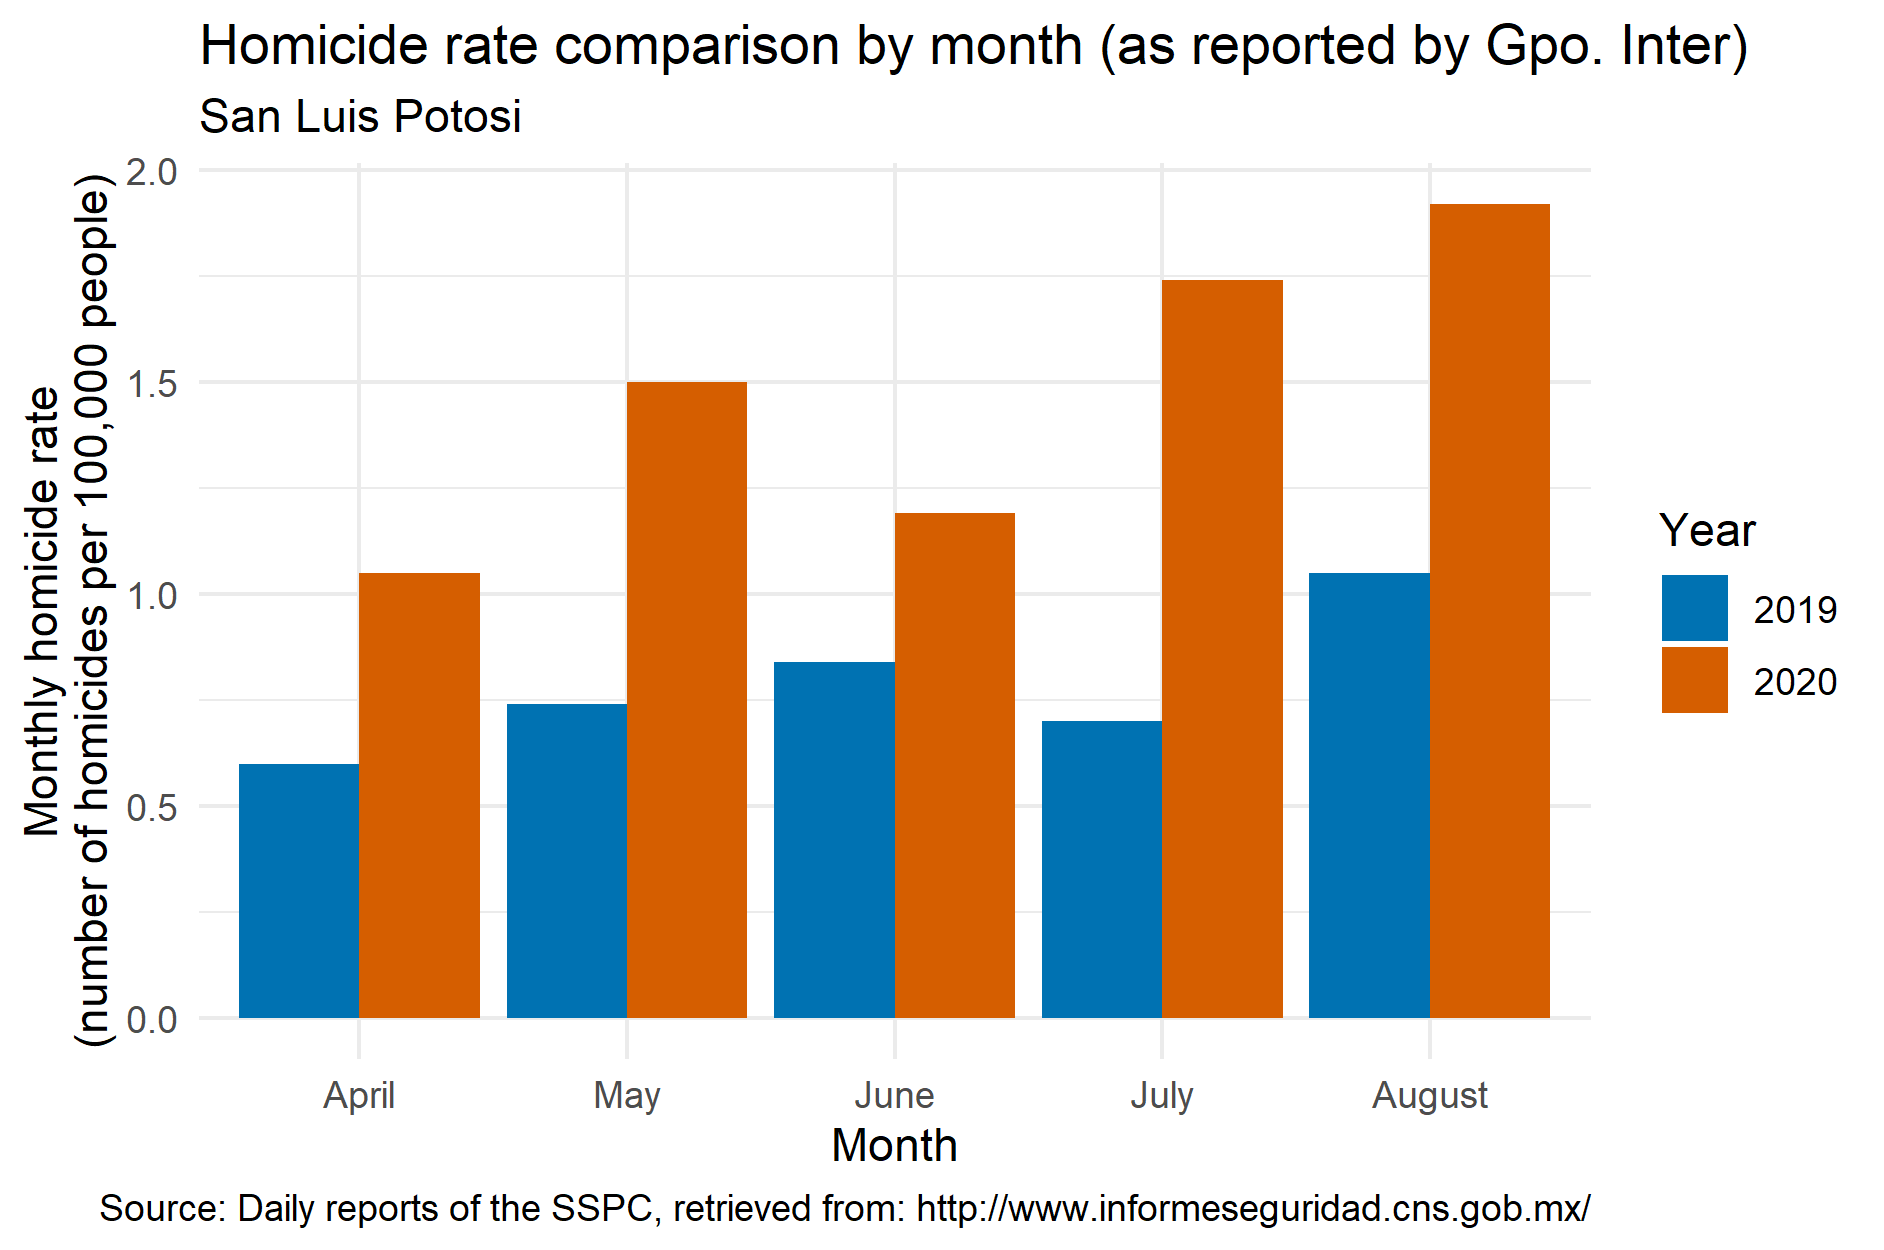 Homicide rate comparison by month (as reported by Gpo. Inter)
San Luis Potosi
Monthly homicide rate
(number of homicides per 100,000 people)
2.0
1.5
1.0
0.5
0.0
April
May
June
July
August
Month
Year
2019
2020
Source: Daily reports of the SSPC, retrieved from: http://www.informeseguridad.cns.gob.mx/